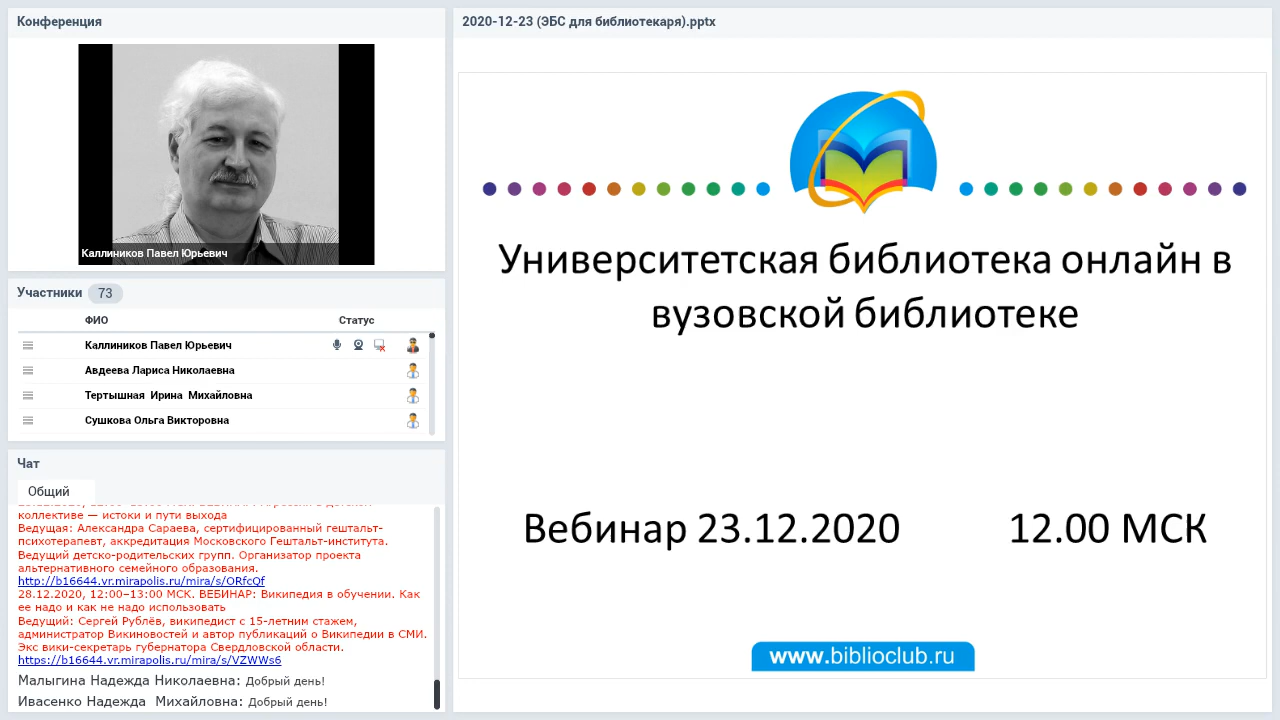 Конференция
Каллиников Павел Юрьевич
Участники 73
ФИО Статус
Каллиников Павел Юрьевич
Авдеева Лариса Николаевна
Тертышная Ирина Михайловна
Сушкова Ольга Викторовна
Чат
Общий
коллективе — истоки и пути выхода
Ведущая: Александра Сараева, сертифицированный гештальт-
психотерапевт, аккредитация Московского Гештальт-института.
Ведущий детско-родительских групп. Организатор проекта
альтернативного семейного образования.
http://b16644.vr.mirapolis.ru/mira/s/ORfcQf
28.12.2020, 12:00–13:00 МСК. ВЕБИНАР: Википедия в обучении. Как
ее надо и как не надо использовать
Ведущий: Сергей Рублёв, википедист с 15-летним стажем,
администратор Викиновостей и автор публикаций о Википедии в СМИ.
Экс вики-секретарь губернатора Свердловской области.
https://b16644.vr.mirapolis.ru/mira/s/VZWWs6
Малыгина Надежда Николаевна: Добрый день!
Ивасенко Надежда Михайловна: Добрый день!
2020-12-23 (ЭБС для библиотекаря).pptx
Университетская библиотека онлайн в
вузовской библиотеке
Вебинар 23.12.2020 12.00 МСК
www.biblioclub.ru